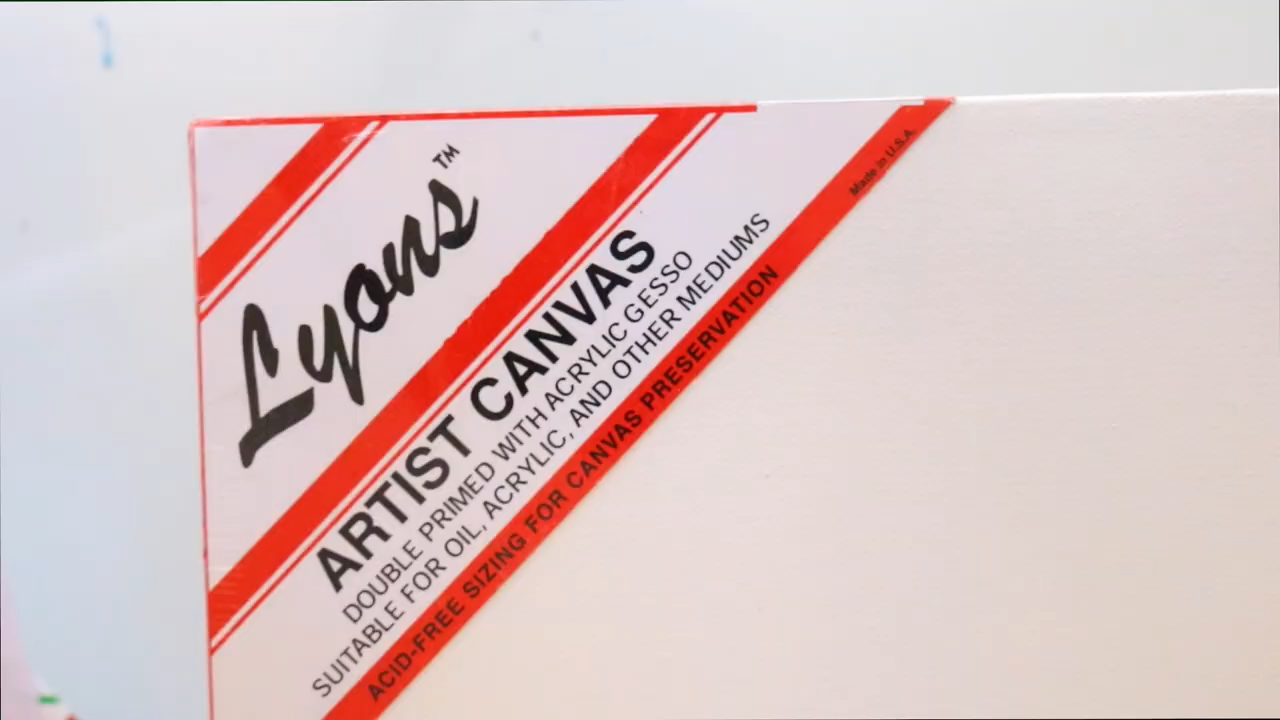 Lyons™
ARTIST CANVAS
DOUBLE PRIMED WITH ACRYLIC GESSO
SUITABLE FOR OIL, ACRYLIC, AND OTHER MEDIUMS
ACID-FREE SIZING FOR CANVAS PRESERVATION
Made in U.S.A.